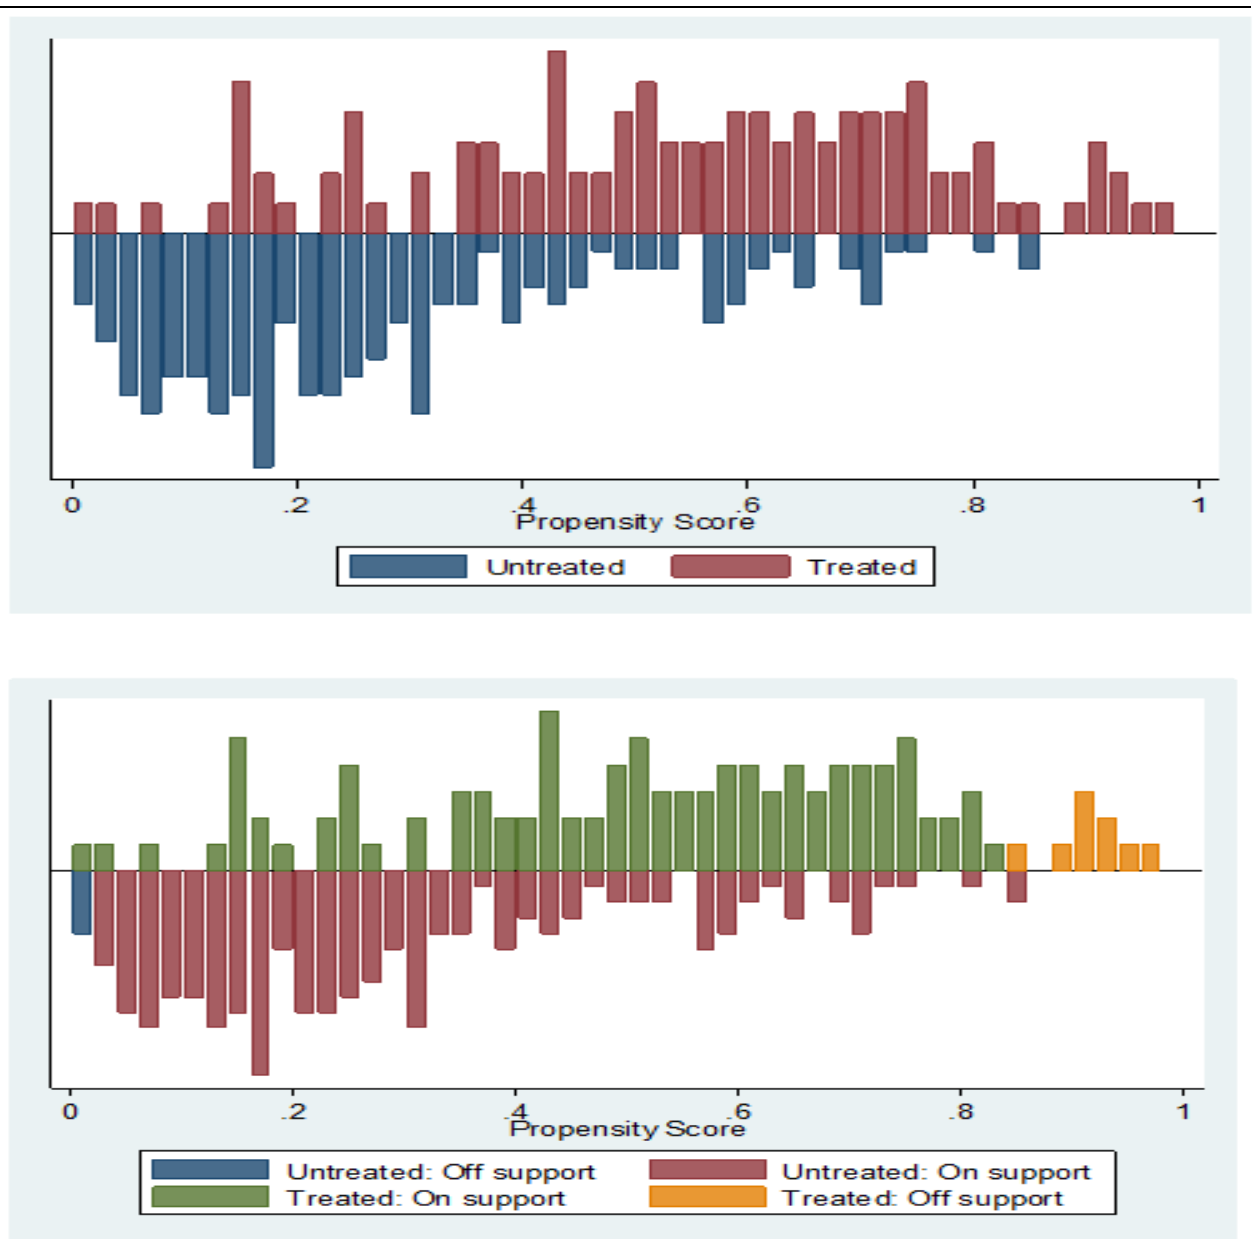 0 .2 .4 .6 .8 1
Propensity Score
Untreated Treated
0 .2 .4 .6 .8 1
Propensity Score
Untreated: Off support Untreated: On support
Treated: On support Treated: Off support